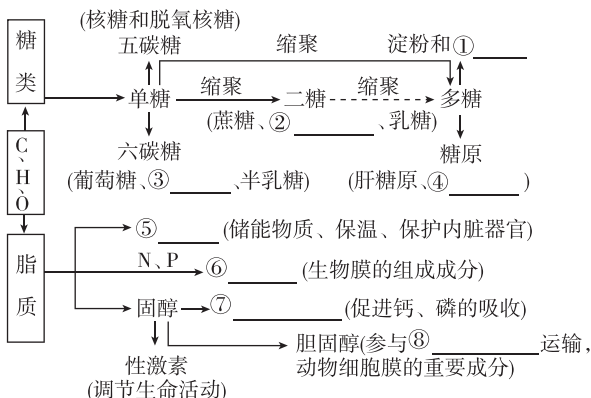 (核糖和脱氧核糖)
糖类
五碳糖
缩聚
淀粉和①
单糖
缩聚
二糖
缩聚
多糖
(蔗糖、②、乳糖)
C、H、O
六碳糖
糖原
(葡萄糖、③、半乳糖)
(肝糖原、④)
脂质
⑤(储能物质、保温、保护内脏器官)
N、P
⑥(生物膜的组成成分)
固醇
⑦(促进钙、磷的吸收)
胆固醇(参与⑧运输,
动物细胞膜的重要成分)
性激素
(调节生命活动)